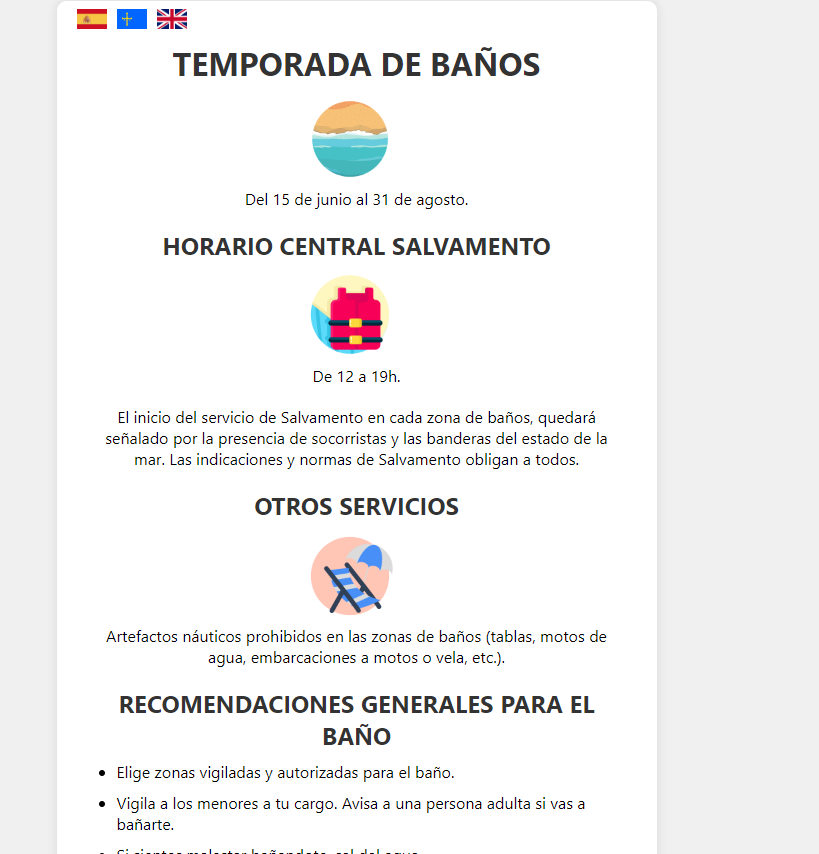 TEMPORADA DE BAÑOS
Del 15 de junio al 31 de agosto.
HORARIO CENTRAL SALVAMENTO
De 12 a 19h.
El inicio del servicio de Salvamento en cada zona de baños, quedará
señalado por la presencia de socorristas y las banderas del estado de la
mar. Las indicaciones y normas de Salvamento obligan a todos.
OTROS SERVICIOS
Artefactos náuticos prohibidos en las zonas de baños (tablas, motos de
agua, embarcaciones a motos o vela, etc.).
RECOMENDACIONES GENERALES PARA EL
BAÑO
Elige zonas vigiladas y autorizadas para el baño.
Vigila a los menores a tu cargo. Avisa a una persona adulta si vas a
bañarte.